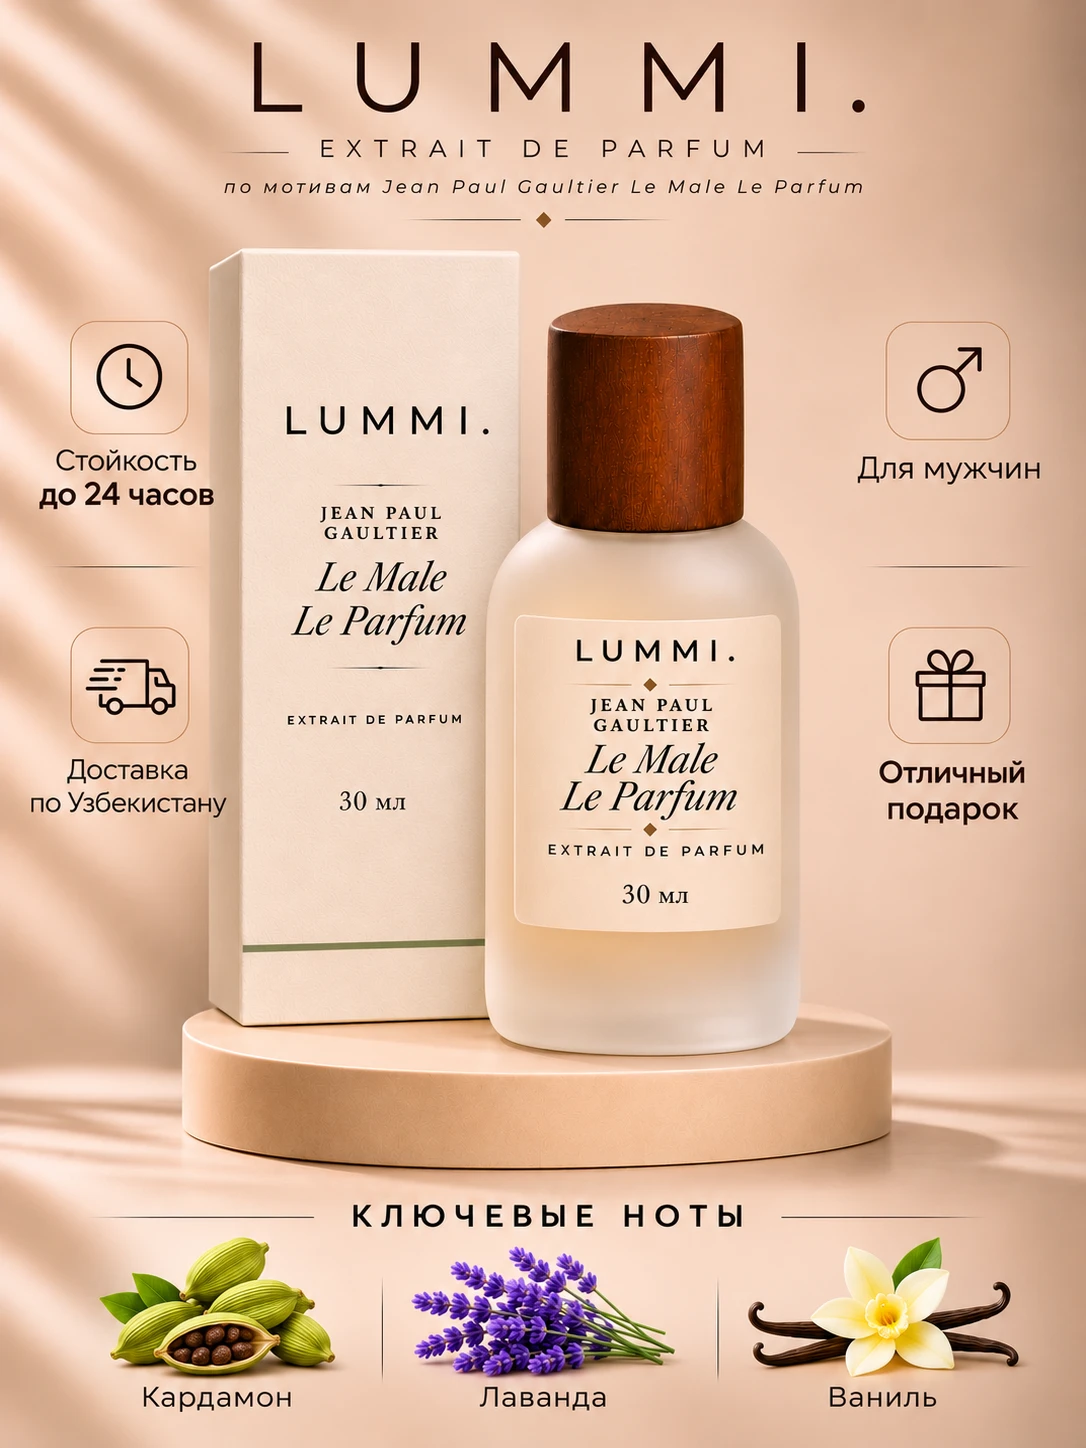 LUMMI.
EXTRAIT DE PARFUM
по мотивам Jean Paul Gaultier Le Male Le Parfum
Стойкость
до 24 часов
Для мужчин
LUMMI.
JEAN PAUL
GAULTIER
Le Male
Le Parfum
EXTRAIT DE PARFUM
30 мл
LUMMI.
JEAN PAUL
GAULTIER
Le Male
Le Parfum
EXTRAIT DE PARFUM
30 мл
Доставка
по Узбекистану
Отличный
подарок
КЛЮЧЕВЫЕ НОТЫ
Кардамон
Лаванда
Ваниль